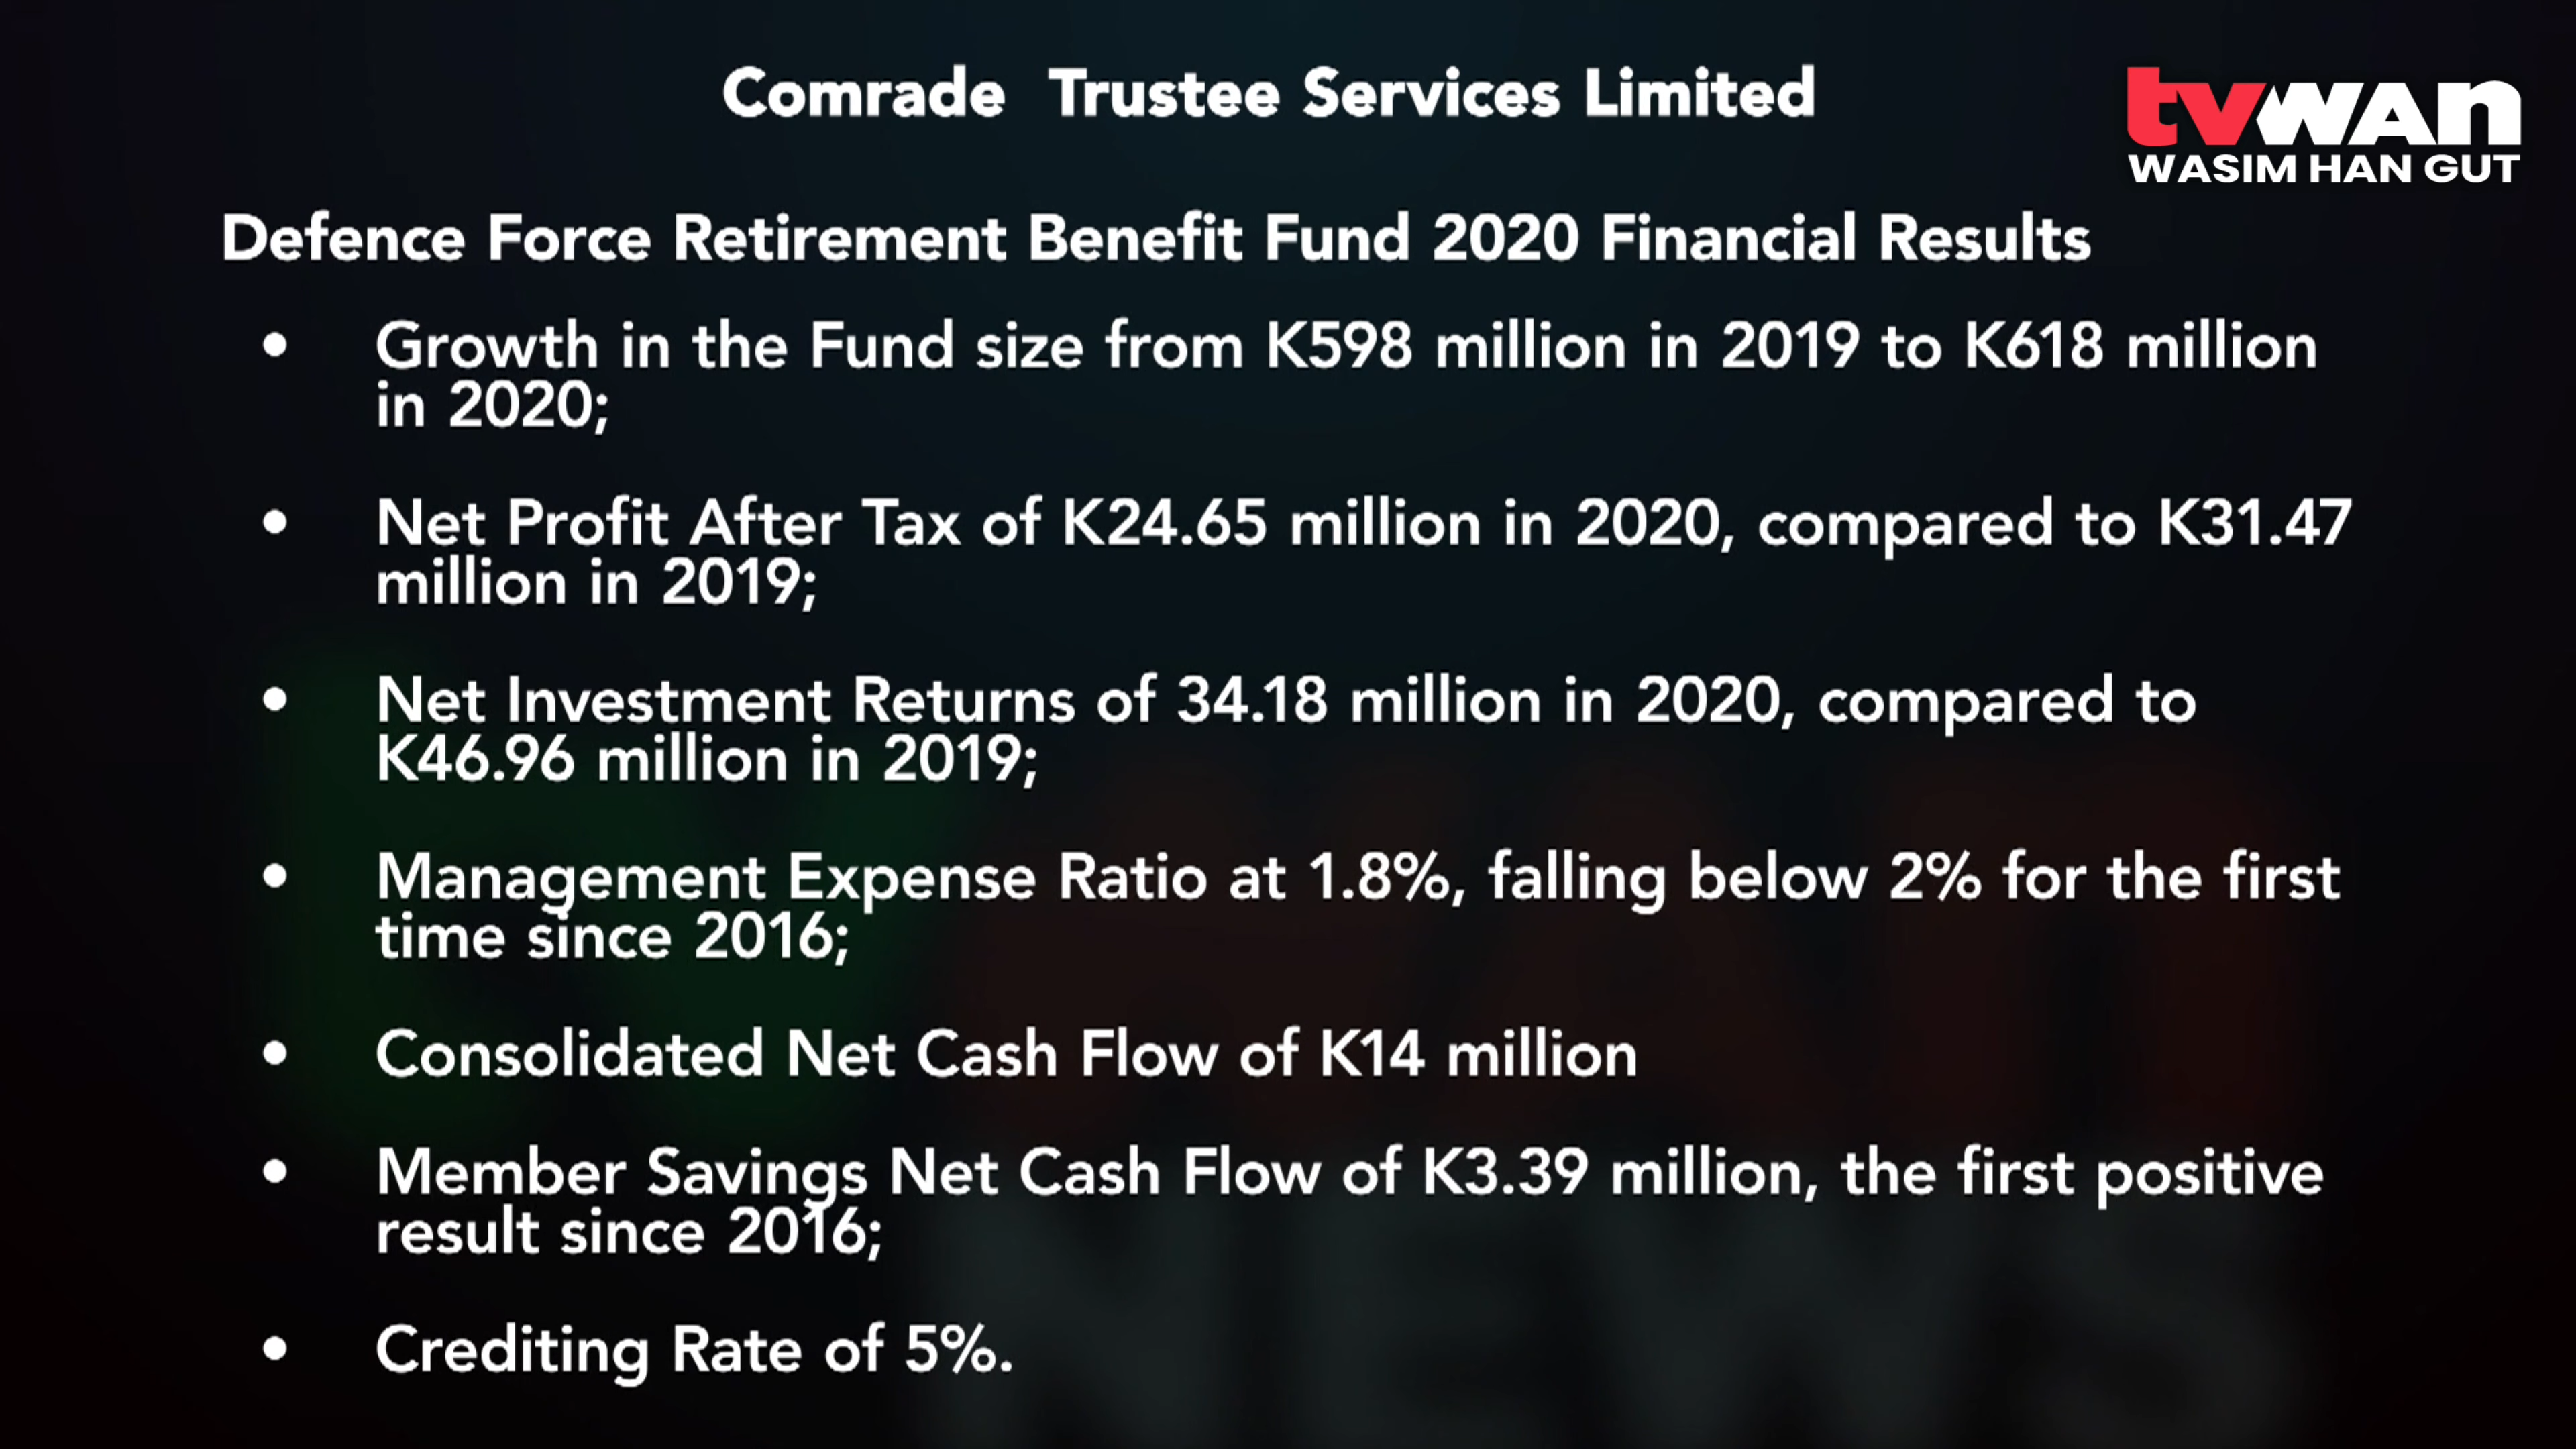 Comrade Trustee Services Limited
tvwan
WASIM HAN GUT
Defence Force Retirement Benefit Fund 2020 Financial Results
• Growth in the Fund size from K598 million in 2019 to K618 million
in 2020;
• Net Profit After Tax of K24.65 million in 2020, compared to K31.47
million in 2019;
• Net Investment Returns of 34.18 million in 2020, compared to
K46.96 million in 2019;
• Management Expense Ratio at 1.8%, falling below 2% for the first
time since 2016;
• Consolidated Net Cash Flow of K14 million
• Member Savings Net Cash Flow of K3.39 million, the first positive
result since 2016;
• Crediting Rate of 5%.
NEWS